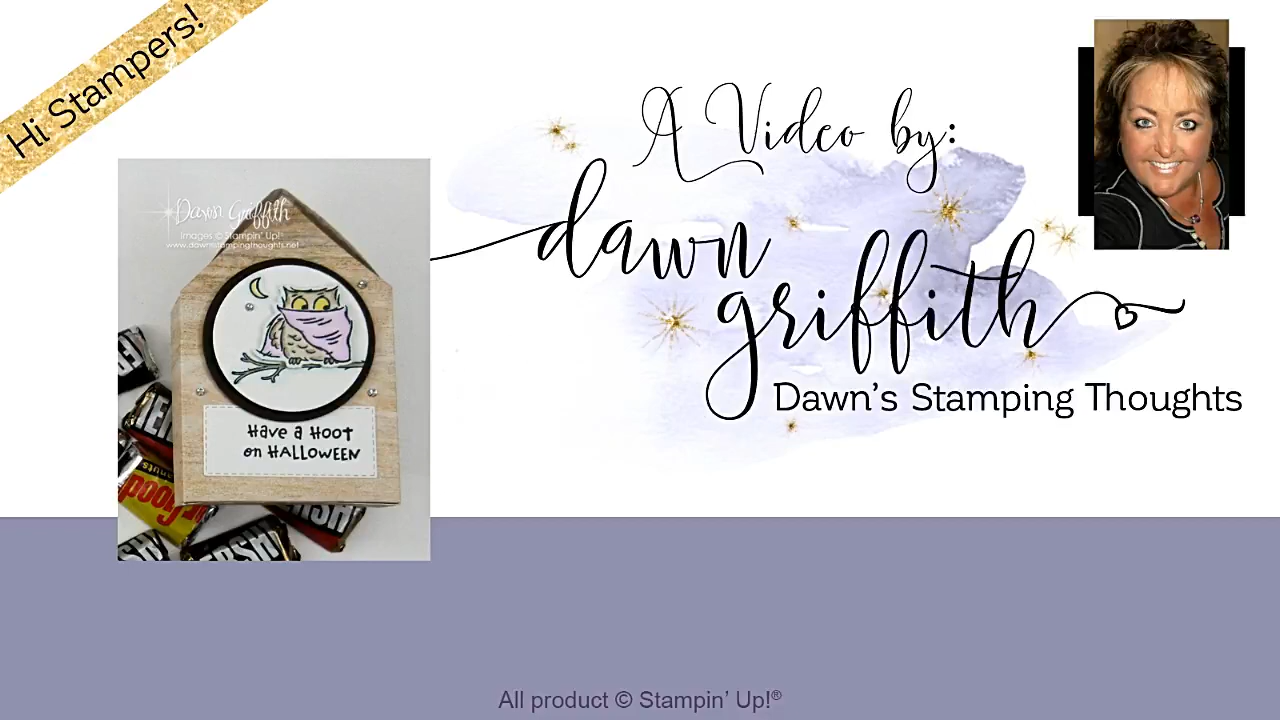 Hi Stampers!
A Video by:
dawn
griffith
Dawn's Stamping Thoughts
Dawn Griffith
Images © Stampin' Up!®
www.dawnsstampingthoughts.net
Have a Hoot
on HALLOWEEN
All product © Stampin' Up!®